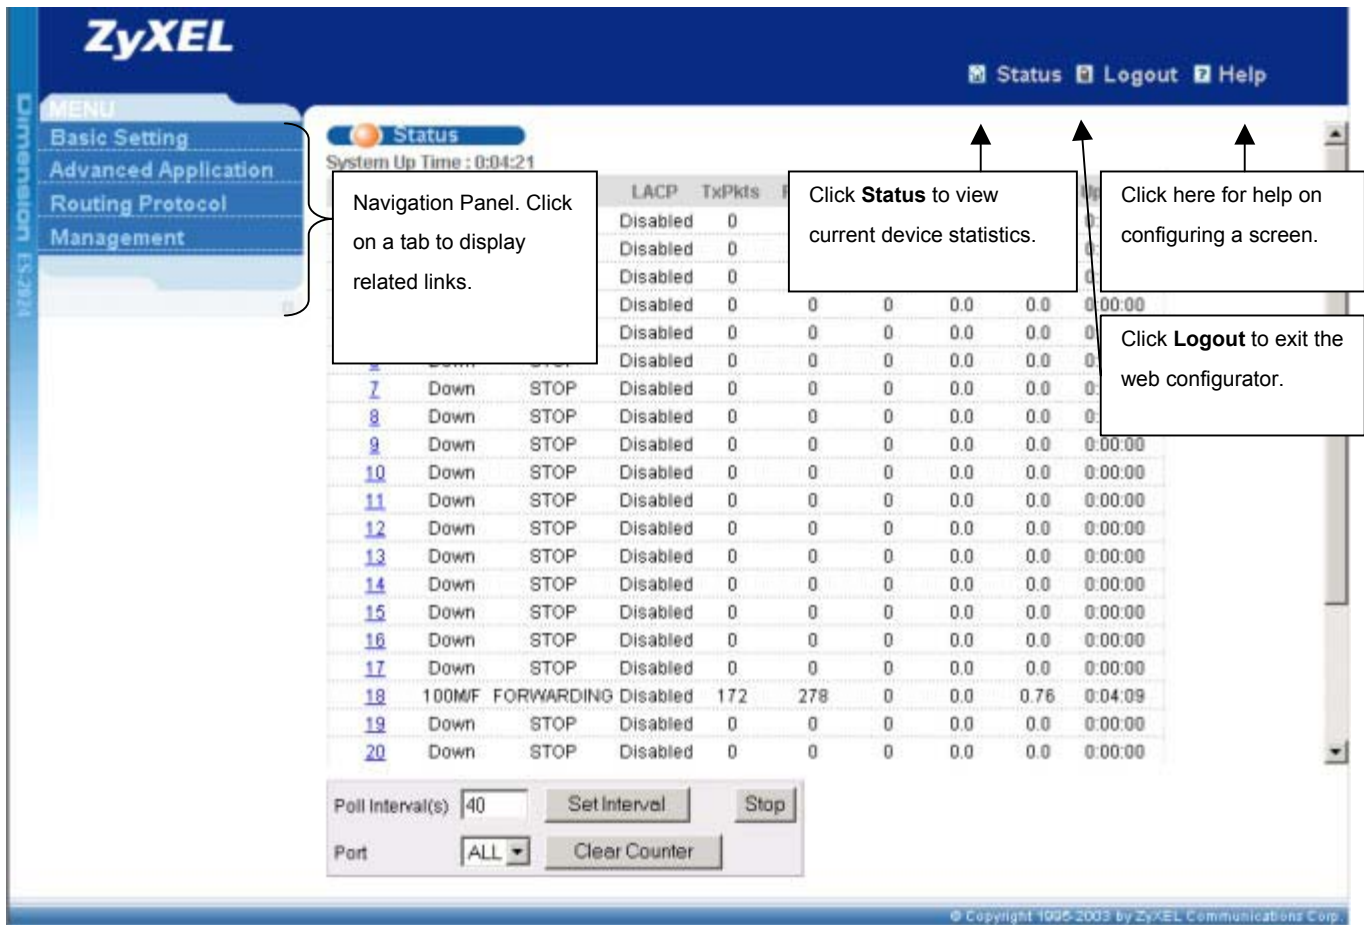 ZyXEL
Status Logout Help
Dimension ES-2924
MENU
Basic Setting
Advanced Application
Routing Protocol
Management
Status
System Up Time : 0:04:21
LACP TxPkts
Navigation Panel. Click
on a tab to display
related links.
Click Status to view
current device statistics.
Click here for help on
configuring a screen.
Click Logout to exit the
web configurator.
Disabled 0
Disabled 0
Disabled 0
Disabled 0 0 0 0.0 0.0 0:00:00
Disabled 0 0 0 0.0 0.0
Disabled 0 0 0 0.0 0.0
7 Down STOP Disabled 0 0 0 0.0 0.0
8 Down STOP Disabled 0 0 0 0.0 0.0
9 Down STOP Disabled 0 0 0 0.0 0.0 0:00:00
10 Down STOP Disabled 0 0 0 0.0 0.0 0:00:00
11 Down STOP Disabled 0 0 0 0.0 0.0 0:00:00
12 Down STOP Disabled 0 0 0 0.0 0.0 0:00:00
13 Down STOP Disabled 0 0 0 0.0 0.0 0:00:00
14 Down STOP Disabled 0 0 0 0.0 0.0 0:00:00
15 Down STOP Disabled 0 0 0 0.0 0.0 0:00:00
16 Down STOP Disabled 0 0 0 0.0 0.0 0:00:00
17 Down STOP Disabled 0 0 0 0.0 0.0 0:00:00
18 100M/F FORWARDING Disabled 172 278 0 0.0 0.76 0:04:09
19 Down STOP Disabled 0 0 0 0.0 0.0 0:00:00
20 Down STOP Disabled 0 0 0 0.0 0.0 0:00:00
Poll Interval(s) 40 Set Interval Stop
Port ALL Clear Counter
© Copyright 1995-2003 by ZyXEL Communications Corp.